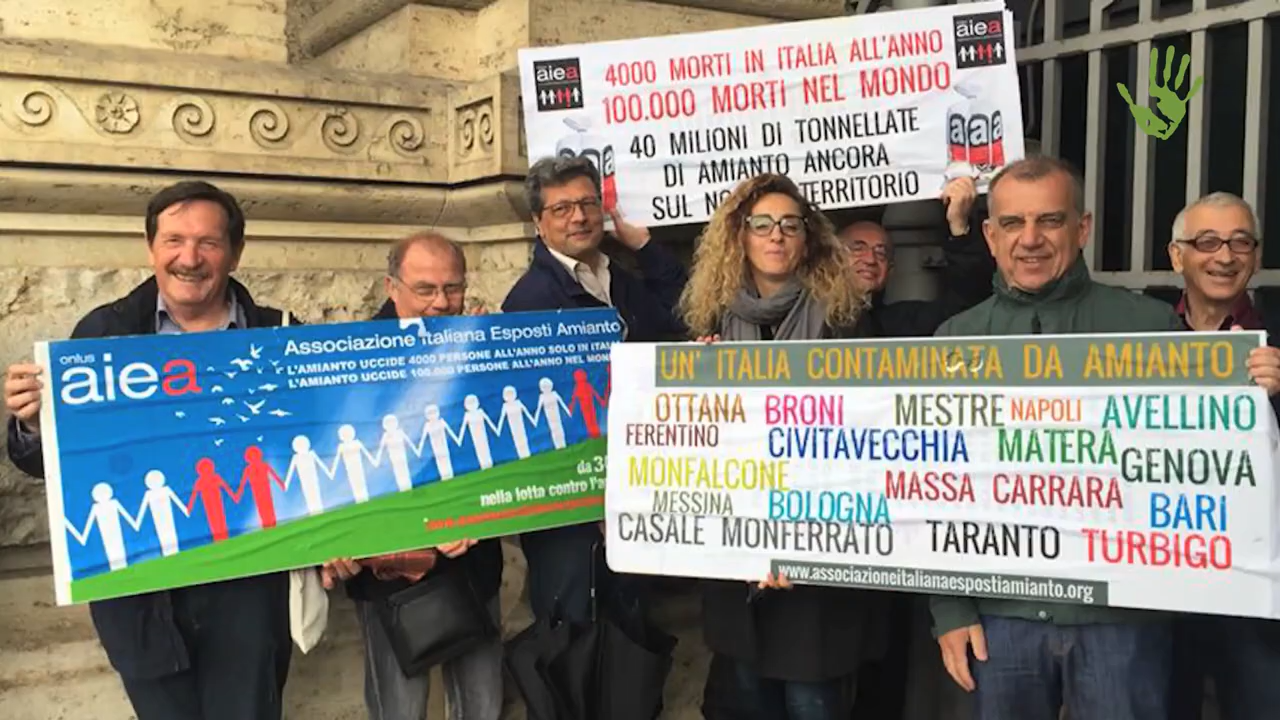 aiea
aiea
4000 MORTI IN ITALIA ALL'ANNO
100.000 MORTI NEL MONDO
40 MILIONI DI TONNELLATE
DI AMIANTO ANCORA
SUL TERRITORIO
aaa
onlus
aiea
Associazione Italiana Esposti Amianto
L'AMIANTO UCCIDE 4000 PERSONE ALL'ANNO SOLO IN
L'AMIANTO UCCIDE 100.000 PERSONE ALL'ANNO NEL
da
nella lotta contro
UN' ITALIA CONTAMINATA DA AMIANTO
OTTANA BRONI MESTRE NAPOLI AVELLINO
FERENTINO CIVITAVECCHIA MATERA GENOVA
MONFALCONE MASSA CARRARA
MESSINA BOLOGNA BARI
CASALE MONFERRATO TARANTO TURBIGO
www.associazioneitalianaespostiamianto.org